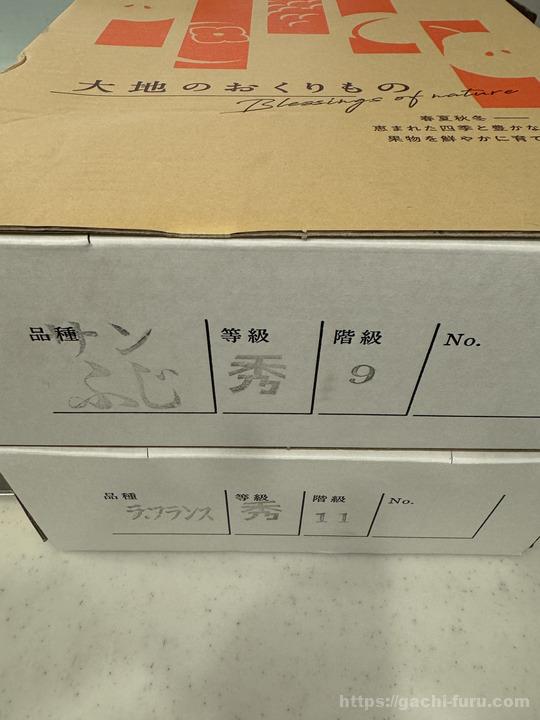 大地のおくりもの
Blessings of nature
春夏秋冬
恵まれた四季と豊かな
果物を鮮やかに育て
品種 サンふじ 等級 秀 階級 9 No.
品種 ラ・フランス 等級 秀 階級 11 No.
https://gachi-furu.com